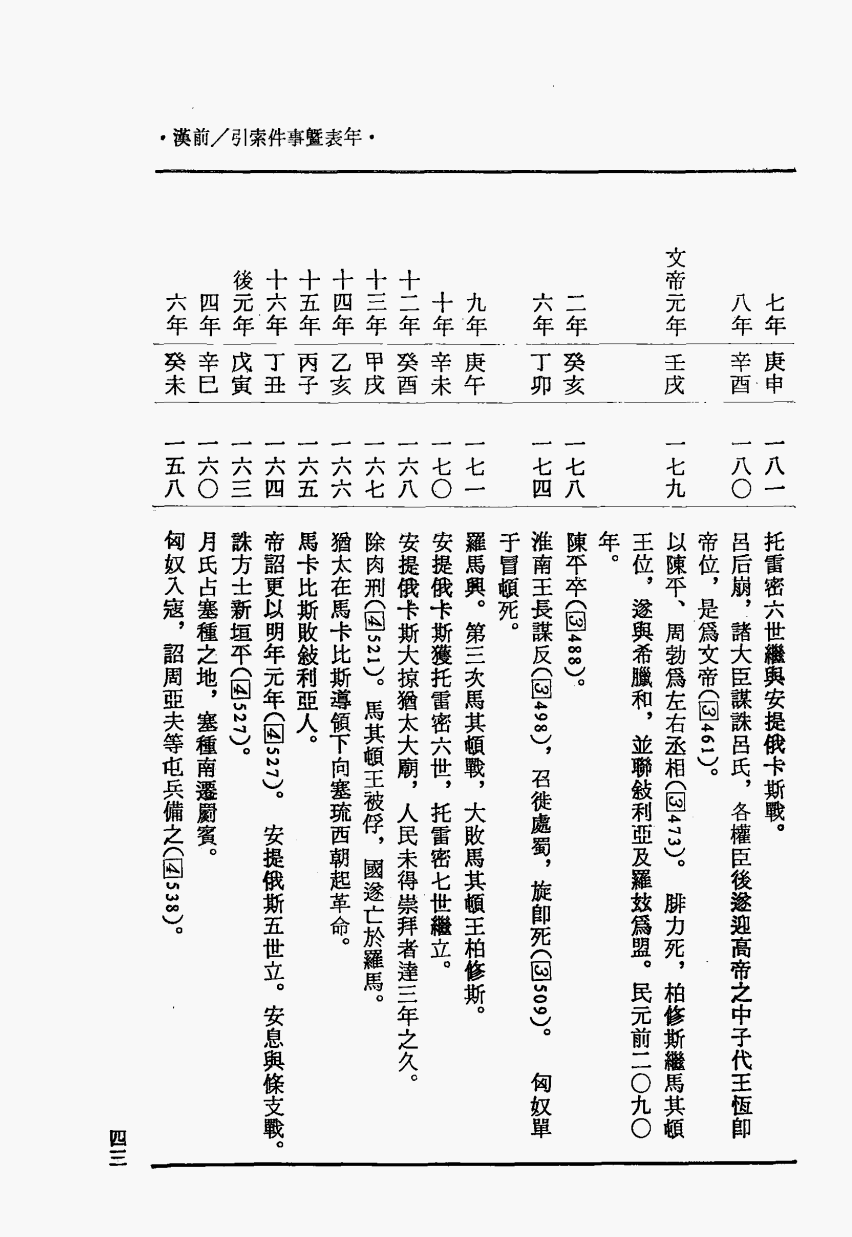 ·漢前／引索件事暨表年·
七年 庚申 一八一 托雷密六世繼與安提俄卡斯戰。
八年 辛酉 一八〇 呂后崩，諸大臣謀誅呂氏，各權臣後遂迎高帝之中子代王恆卽
帝位，是爲文帝(3461)。
文帝元年 壬戌 一七九 以陳平、周勃爲左右丞相(3473)。 腓力死，柏修斯繼馬其頓
王位，遂與希臘和，並聯敍利亞及羅玆爲盟。民元前二〇九〇
年。
二年 癸亥 一七八 陳平卒(3488)。
六年 丁卯 一七四 淮南王長謀反(3498)，召徙處蜀，旋卽死(3509)。 匈奴單
于冒頓死。
九年 庚午 一七一 羅馬興。第三次馬其頓戰，大敗馬其頓王柏修斯。
十年 辛未 一七〇 安提俄卡斯獲托雷密六世，托雷密七世繼立。
十二年 癸酉 一六八 安提俄卡斯大掠猶太大廟，人民未得崇拜者達三年之久。
十三年 甲戌 一六七 除肉刑(4521)。馬其頓王被俘，國遂亡於羅馬。
十四年 乙亥 一六六 猶太在馬卡比斯導領下向塞琉西朝起革命。
十五年 丙子 一六五 馬卡比斯敗敍利亞人。
十六年 丁丑 一六四 帝詔更以明年元年(4527)。 安提俄斯五世立。安息與條支戰。
後元年 戊寅 一六三 誅方士新垣平(4527)。
四年 辛巳 一六〇 月氏占塞種之地，塞種南遷罽賓。
六年 癸未 一五八 匈奴入寇，詔周亞夫等屯兵備之(4538)。
四三